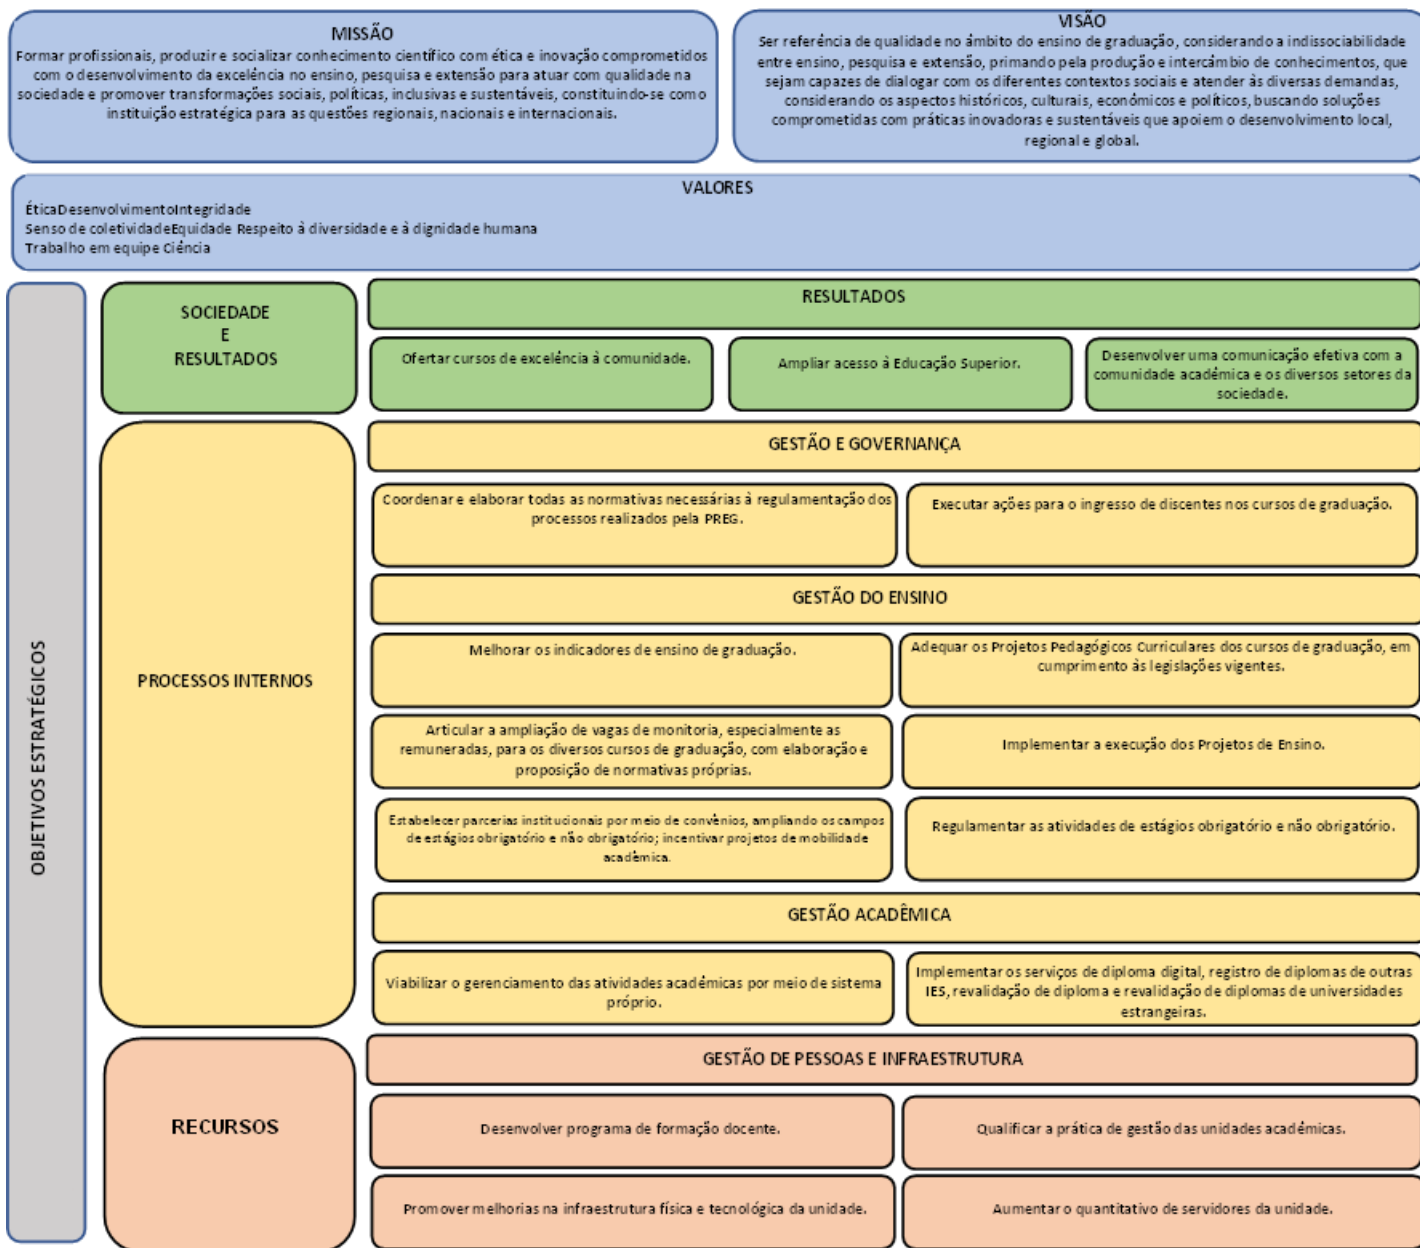 MISSÃO
Formar profissionais, produzir e socializar conhecimento científico com ética e inovação comprometidos
com o desenvolvimento da excelência no ensino, pesquisa e extensão para atuar com qualidade na
sociedade e promover transformações sociais, políticas, inclusivas e sustentáveis, constituindo-se como
instituição estratégica para as questões regionais, nacionais e internacionais.
VISÃO
Ser referência de qualidade no âmbito do ensino de graduação, considerando a indissociabilidade
entre ensino, pesquisa e extensão, primando pela produção e intercâmbio de conhecimentos, que
sejam capazes de dialogar com os diferentes contextos sociais e atender às diversas demandas,
considerando os aspectos históricos, culturais, econômicos e políticos, buscando soluções
comprometidas com práticas inovadoras e sustentáveis que apoiem o desenvolvimento local,
regional e global.
VALORES
ÉticaDesenvolvimentoIntegridade
Senso de coletividadeEquidade Respeito à diversidade e à dignidade humana
Trabalho em equipe Ciência
OBJETIVOS ESTRATÉGICOS
SOCIEDADE
E
RESULTADOS
RESULTADOS
Ofertar cursos de excelência à comunidade.
Ampliar acesso à Educação Superior.
Desenvolver uma comunicação efetiva com a
comunidade acadêmica e os diversos setores da
sociedade.
PROCESSOS INTERNOS
GESTÃO E GOVERNANÇA
Coordenar e elaborar todas as normativas necessárias à regulamentação dos
processos realizados pela PREG.
Executar ações para o ingresso de discentes nos cursos de graduação.
GESTÃO DO ENSINO
Melhorar os indicadores de ensino de graduação.
Adequar os Projetos Pedagógicos Curriculares dos cursos de graduação, em
cumprimento às legislações vigentes.
Articular a ampliação de vagas de monitoria, especialmente as
remuneradas, para os diversos cursos de graduação, com elaboração e
proposição de normativas próprias.
Implementar a execução dos Projetos de Ensino.
Estabelecer parcerias institucionais por meio de convênios, ampliando os campos
de estágios obrigatório e não obrigatório; incentivar projetos de mobilidade
acadêmica.
Regulamentar as atividades de estágios obrigatório e não obrigatório.
GESTÃO ACADÊMICA
Viabilizar o gerenciamento das atividades acadêmicas por meio de sistema
próprio.
Implementar os serviços de diploma digital, registro de diplomas de outras
IES, revalidação de diploma e revalidação de diplomas de universidades
estrangeiras.
RECURSOS
GESTÃO DE PESSOAS E INFRAESTRUTURA
Desenvolver programa de formação docente.
Qualificar a prática de gestão das unidades acadêmicas.
Promover melhorias na infraestrutura física e tecnológica da unidade.
Aumentar o quantitativo de servidores da unidade.